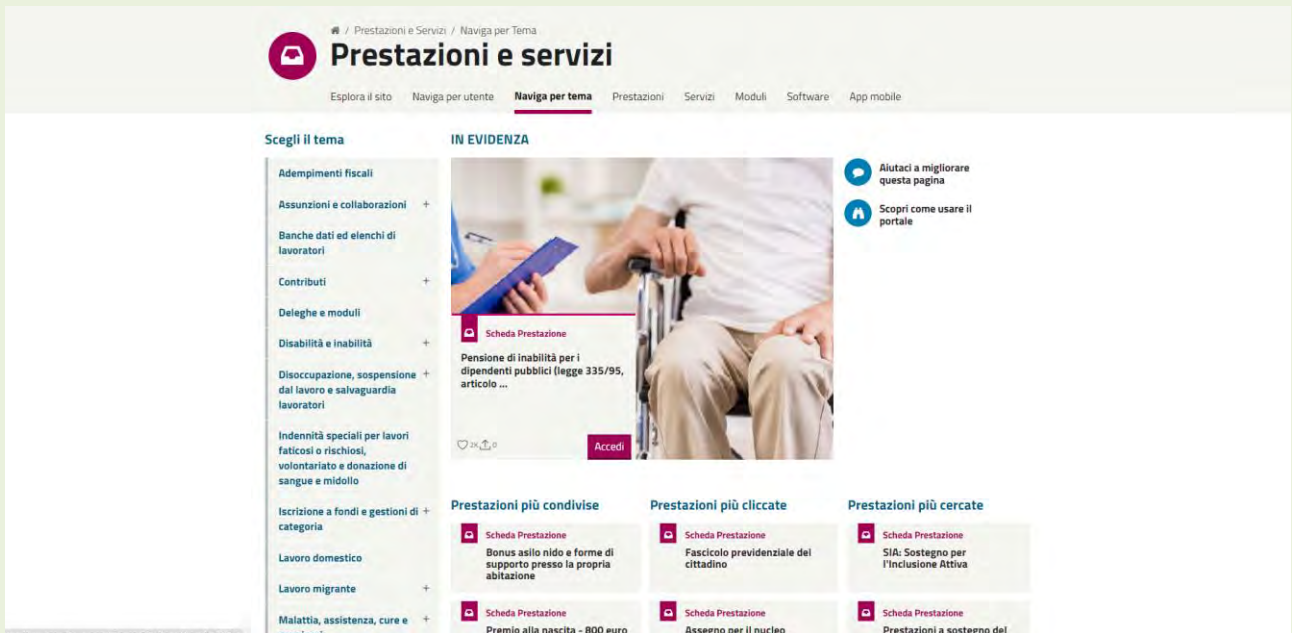 / Prestazioni e Servizi / Naviga per Tema
Prestazioni e servizi
Esplora il sito Naviga per utente Naviga per tema Prestazioni Servizi Moduli Software App mobile
Scegli il tema
Adempimenti fiscali
Assunzioni e collaborazioni +
Banche dati ed elenchi di
lavoratori
Contributi +
Deleghe e moduli
Disabilità e inabilità +
Disoccupazione, sospensione +
dal lavoro e salvaguardia
lavoratori
Indennità speciali per lavori
faticosi o rischiosi,
volontariato e donazione di
sangue e midollo
Iscrizione a fondi e gestioni di +
categoria
Lavoro domestico
Lavoro migrante +
Malattia, assistenza, cure e +
IN EVIDENZA
Scheda Prestazione
Pensione di inabilità per i
dipendenti pubblici (legge 335/95,
articolo ...
2K 0
Accedi
Aiutaci a migliorare
questa pagina
Scopri come usare il
portale
Prestazioni più condivise
Scheda Prestazione
Bonus asilo nido e forme di
supporto presso la propria
abitazione
Scheda Prestazione
Premio alla nascita - 800 euro
Prestazioni più cliccate
Scheda Prestazione
Fascicolo previdenziale del
cittadino
Scheda Prestazione
Assegno per il nucleo
Prestazioni più cercate
Scheda Prestazione
SIA: Sostegno per
l'Inclusione Attiva
Scheda Prestazione
Prestazioni a sostegno del